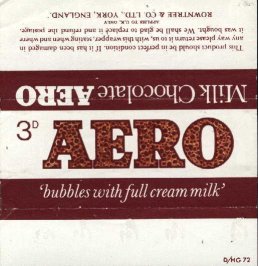 This product should be in perfect condition. If it has been damaged in
any way please return it to us, with this wrapper, stating when and where
it was bought. We shall be glad to replace it and refund the postage.
APPLIES TO U.K. ONLY
ROWNTREE & CO. LTD., YORK, ENGLAND.
Milk Chocolate AERO
3D AERO
‘bubbles with full cream milk’
D/HG 72